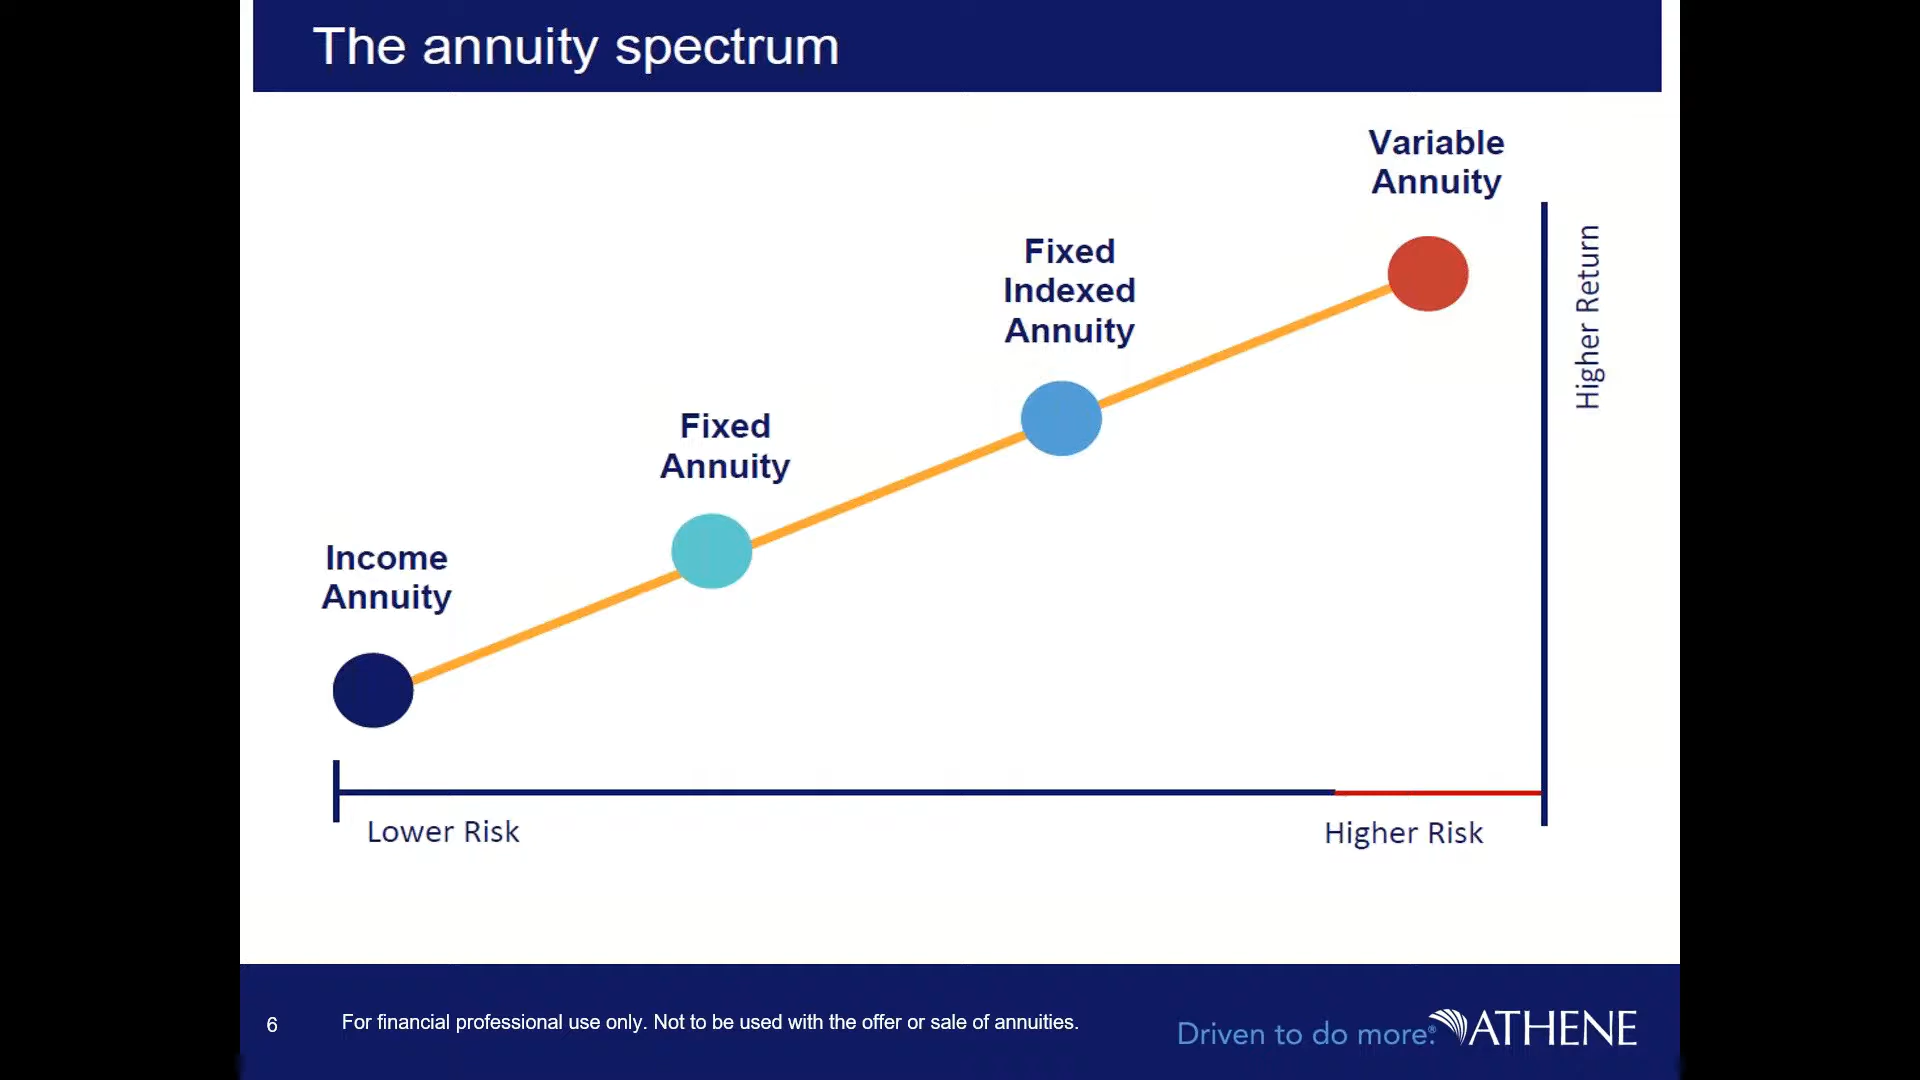 The annuity spectrum
Variable
Annuity
Fixed
Indexed
Annuity
Fixed
Annuity
Income
Annuity
Higher Return
Lower Risk
Higher Risk
6
For financial professional use only. Not to be used with the offer or sale of annuities.
Driven to do more.®
ATHENE